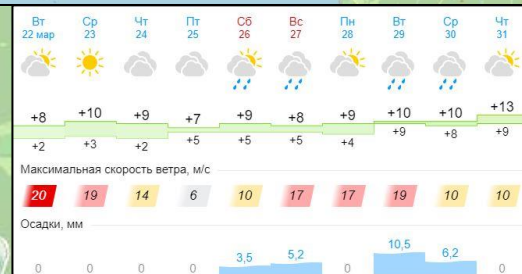 Вт Ср Чт Пт Сб Вс Пн Вт Ср Чт
22 мар 23 24 25 26 27 28 29 30 31
+8 +10 +9 +7 +9 +8 +9 +10 +10 +13
+2 +3 +2 +5 +5 +5 +4 +9 +8 +9
Максимальная скорость ветра, м/с
20 19 14 6 10 17 17 19 10 10
Осадки, мм
0 0 0 0 3,5 5,2 0 10,5 6,2 0